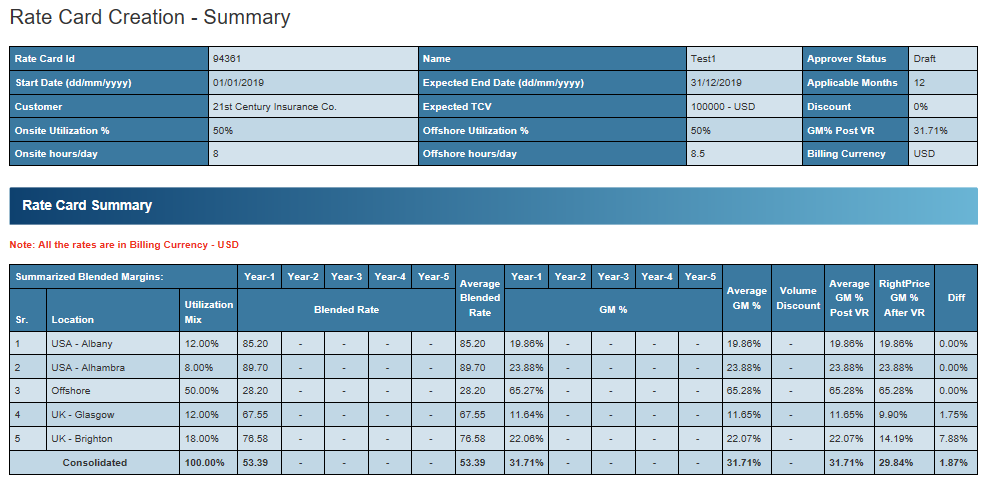 Rate Card Creation - Summary
Rate Card Id 94361 Name Test1 Approver Status Draft
Start Date (dd/mm/yyyy) 01/01/2019 Expected End Date (dd/mm/yyyy) 31/12/2019 Applicable Months 12
Customer 21st Century Insurance Co. Expected TCV 100000 - USD Discount 0%
Onsite Utilization % 50% Offshore Utilization % 50% GM% Post VR 31.71%
Onsite hours/day 8 Offshore hours/day 8.5 Billing Currency USD
Rate Card Summary
Note: All the rates are in Billing Currency - USD
Summarized Blended Margins: Year-1 Year-2 Year-3 Year-4 Year-5 Average Blended Rate Year-1 Year-2 Year-3 Year-4 Year-5 Average GM % Volume Discount Average GM % Post VR RightPrice GM % After VR Diff
Sr. Location Utilization Mix Blended Rate GM %
1 USA - Albany 12.00% 85.20 - - - - 85.20 19.86% - - - - 19.86% - 19.86% 19.86% 0.00%
2 USA - Alhambra 8.00% 89.70 - - - - 89.70 23.88% - - - - 23.88% - 23.88% 23.88% 0.00%
3 Offshore 50.00% 28.20 - - - - 28.20 65.27% - - - - 65.28% - 65.28% 65.28% 0.00%
4 UK - Glasgow 12.00% 67.55 - - - - 67.55 11.64% - - - - 11.65% - 11.65% 9.90% 1.75%
5 UK - Brighton 18.00% 76.58 - - - - 76.58 22.06% - - - - 22.07% - 22.07% 14.19% 7.88%
Consolidated 100.00% 53.39 - - - - 53.39 31.71% - - - - 31.71% - 31.71% 29.84% 1.87%